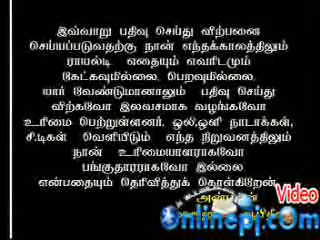 இவ்வாறு பதிவு செய்து விற்பனை
செய்யப்படுவதற்கு நான் எந்தக்காலத்திலும்
ராயல்டி எதையும் எவரிடமும்
கேட்கவுமில்லை. பெறவுமில்லை.
யார் வேண்டுமானாலும் பதிவு செய்து
விற்கவோ இலவசமாக வழங்கவோ
உரிமை பெற்றுள்ளனர். ஒலி,ஒளி நாடாக்கள்,
சி.டிகள் வெளியிடும் எந்த நிறுவனத்திலும்
நான் உரிமையாளராகவோ
பங்குதாரராகவோ இல்லை
என்பதையும் தெரிவித்துக் கொள்கிறேன்.
Video
Onlinepj.com